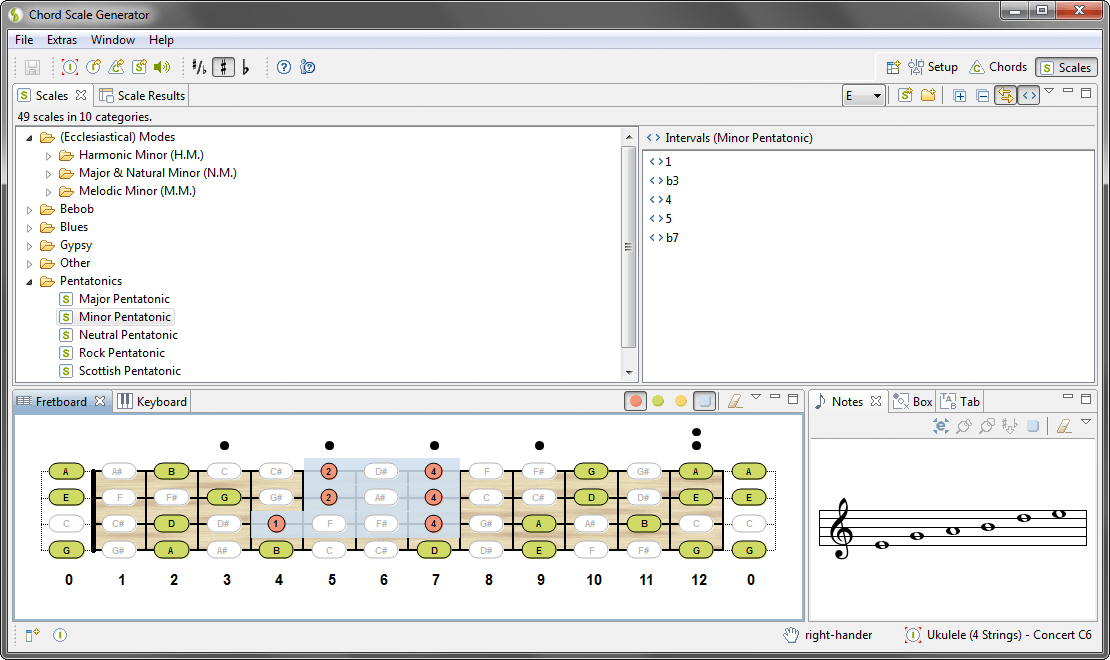 Chord Scale Generator
File Extras Window Help
#/b # b Setup Chords Scales
Scales Scale Results E
49 scales in 10 categories.
(Ecclesiastical) Modes
Harmonic Minor (H.M.)
Major & Natural Minor (N.M.)
Melodic Minor (M.M.)
Bebob
Blues
Gypsy
Other
Pentatonics
Major Pentatonic
Minor Pentatonic
Neutral Pentatonic
Rock Pentatonic
Scottish Pentatonic
Intervals (Minor Pentatonic)
1
b3
4
5
b7
Fretboard Keyboard
A A# B C C# 2 D# 4 F F# G G# A A
E F F# G G# 2 A# 4 C C# D D# E E
C C# D D# 1 F F# 4 G# A A# B C C
G G# A A# B C C# D D# E F F# G G
0 1 2 3 4 5 6 7 8 9 10 11 12 0
Notes Box Tab
right-hander Ukulele (4 Strings) - Concert C6